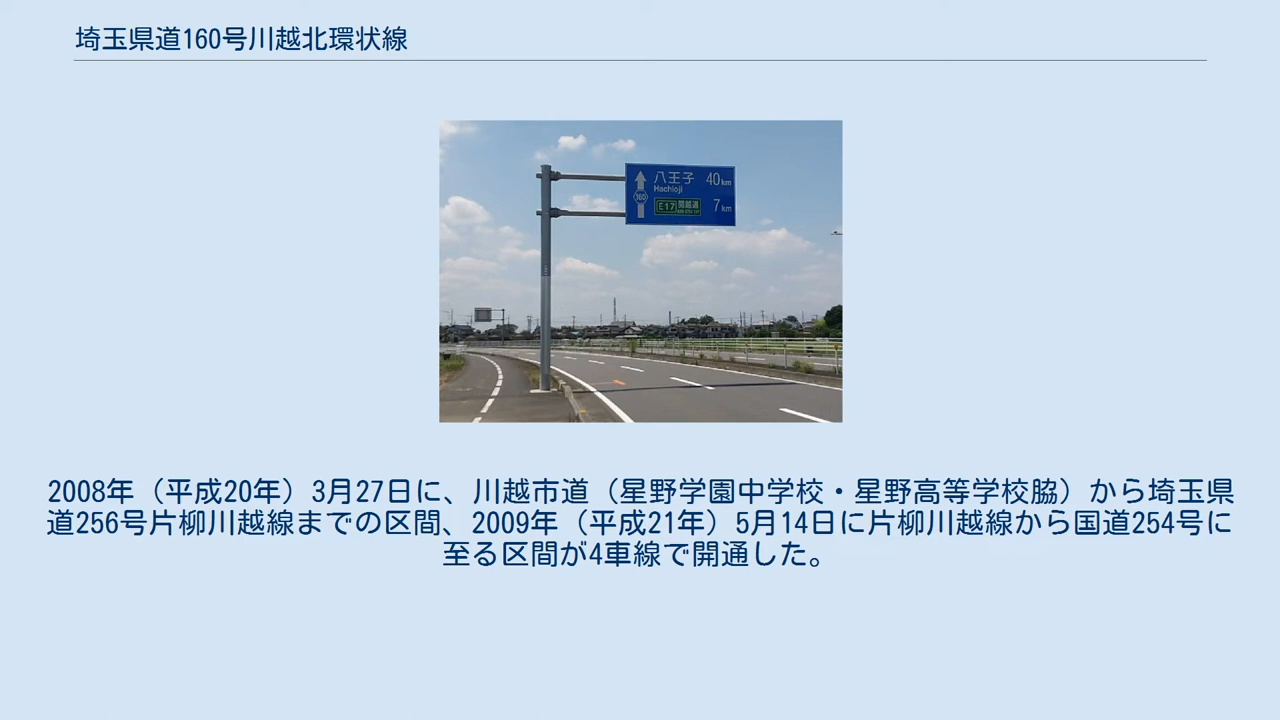 埼玉県道160号川越北環状線
八王子 40km
Hachioji
160
E17 関越道 7km
2008年（平成20年）3月27日に、川越市道（星野学園中学校・星野高等学校脇）から埼玉県
道256号片柳川越線までの区間、2009年（平成21年）5月14日に片柳川越線から国道254号に
至る区間が4車線で開通した。